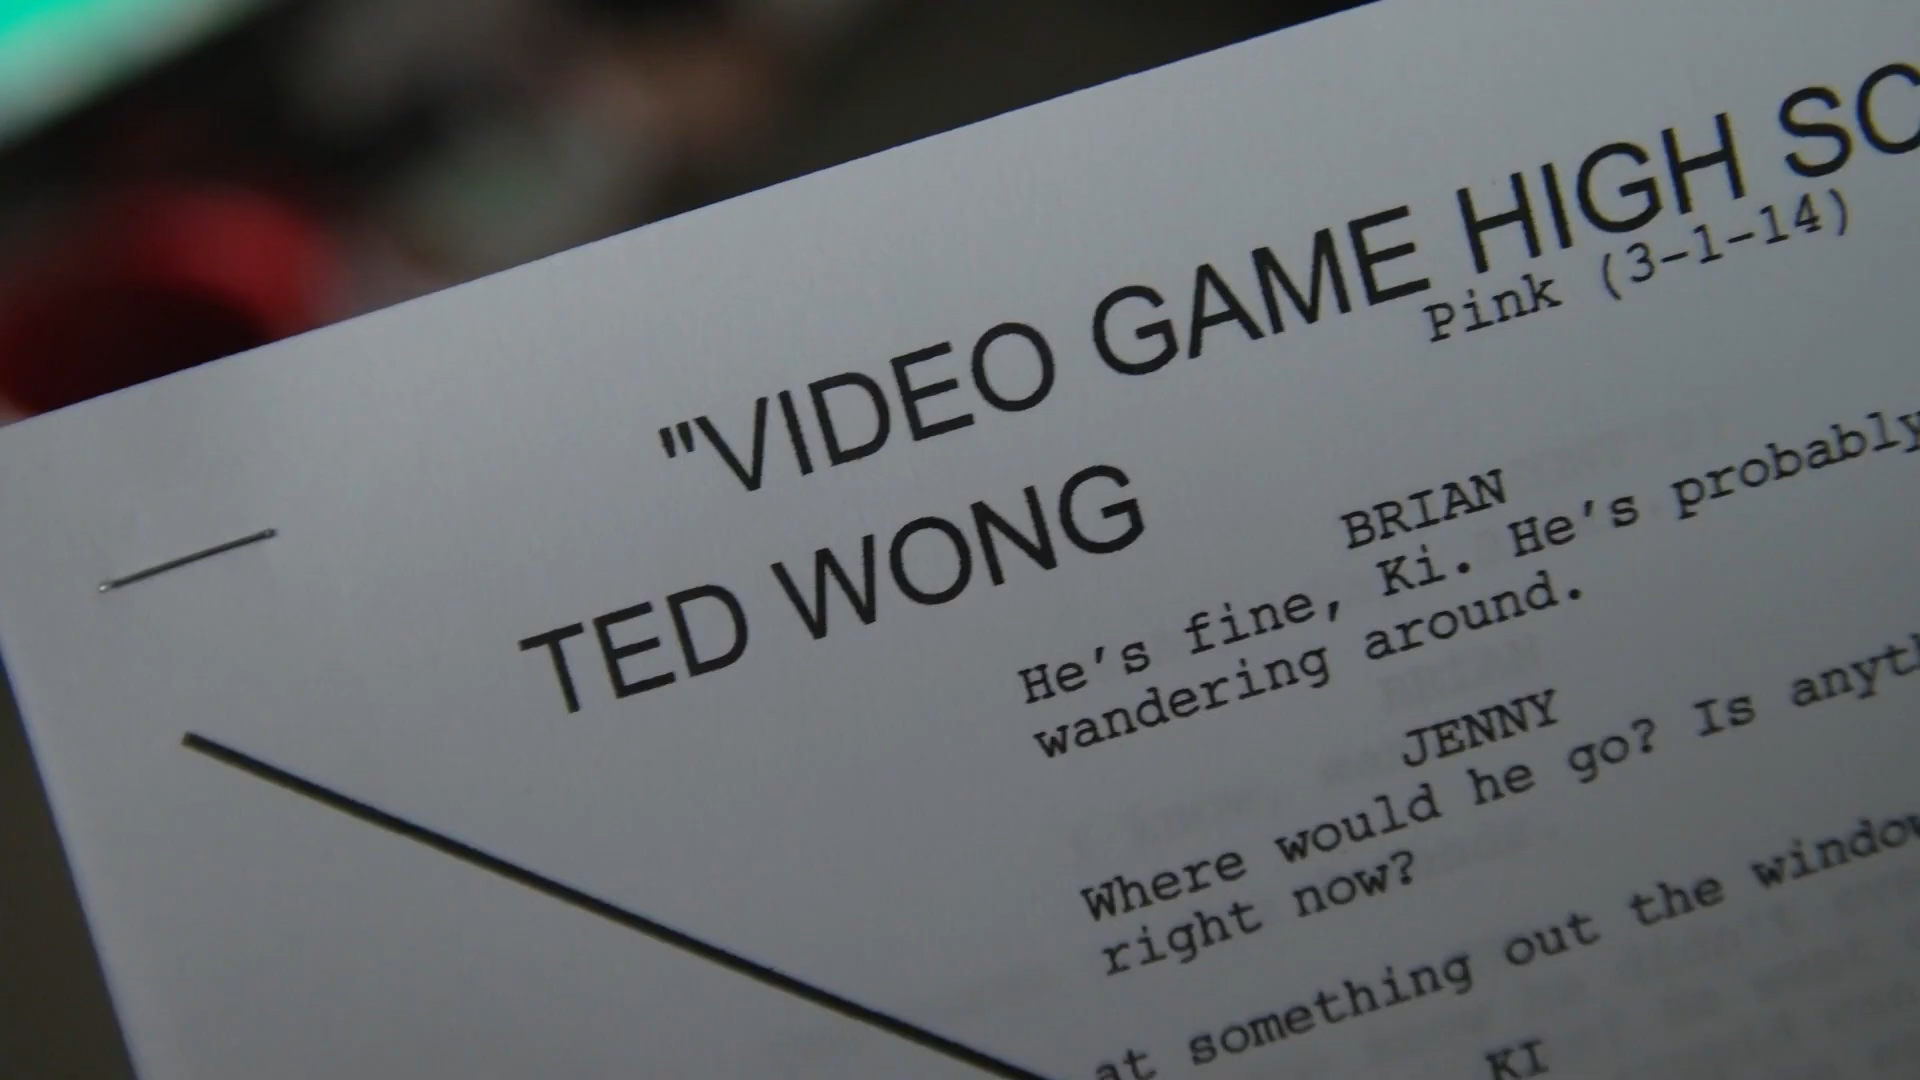 "VIDEO GAME HIGH SC
Pink (3-1-14)
TED WONG
BRIAN
He's fine, Ki. He's probably
wandering around.
JENNY
Where would he go? Is anyth
right now?
at something out the window
KI